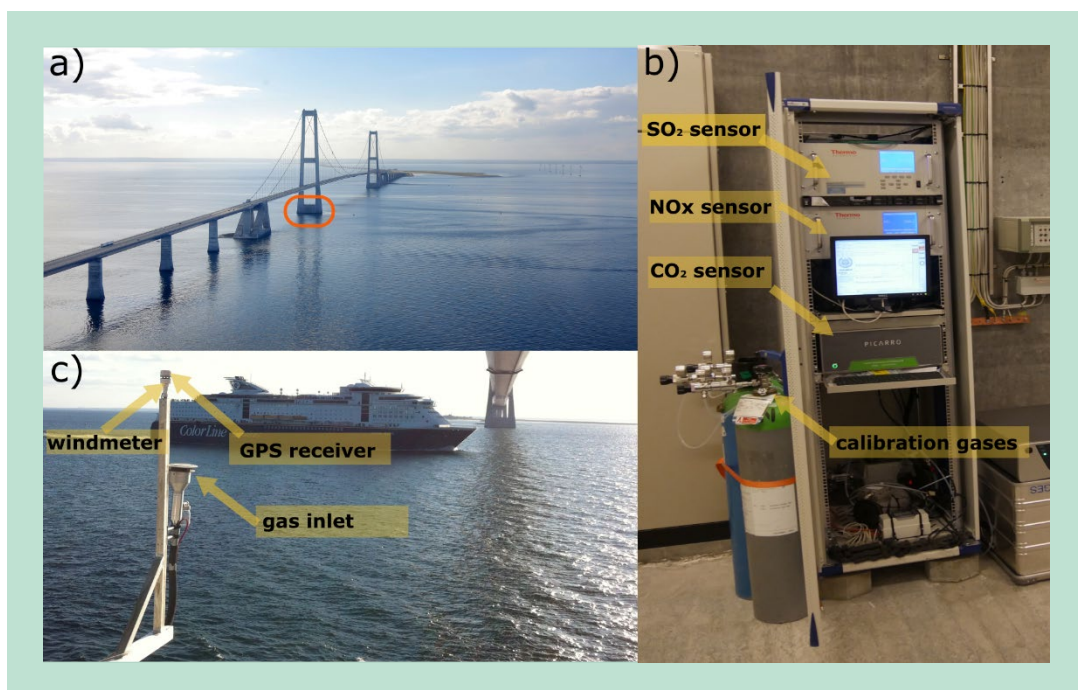 a)
b)
SO₂ sensor
Thermo
NOx sensor
Thermo
CO₂ sensor
PICARRO
calibration gases
c)
windmeter
Color Line
GPS receiver
gas inlet